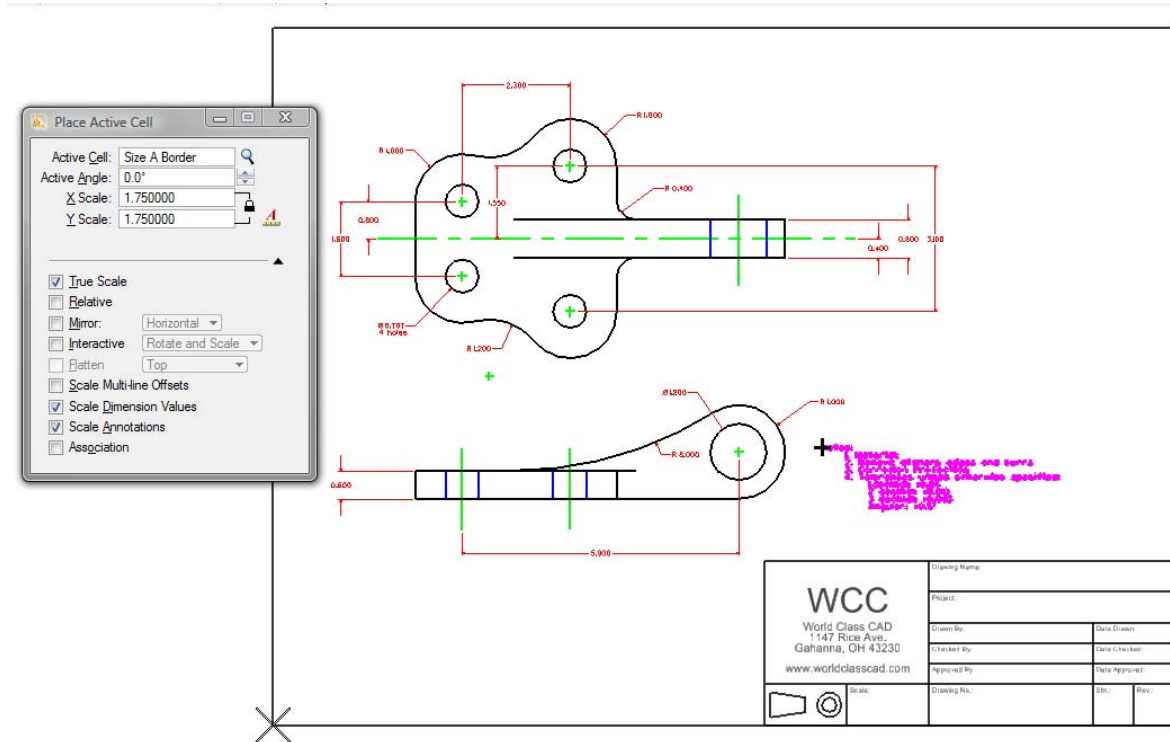 Place Active Cell
Active Cell: Size A Border
Active Angle: 0.0°
X Scale: 1.750000
Y Scale: 1.750000
True Scale
Relative
Mirror: Horizontal
Interactive Rotate and Scale
Flatten Top
Scale Multi-line Offsets
Scale Dimension Values
Scale Annotations
Association
2.300
R 1.000
R 1.000
R 0.400
1.550
0.800
1.600
0.800
3.100
0.400
4 holes
R 1.200
R 1.000
R 8.000
0.600
5.900
WCC
World Class CAD
1147 Rice Ave.
Gahanna, OH 43230
www.worldclasscad.com
Drawing Name:
Project:
Drawn By:
Date Drawn:
Checked By:
Date Checked:
Approved By
Date Approved:
Scale:
Drawing No.:
Sht.:
Rev.: